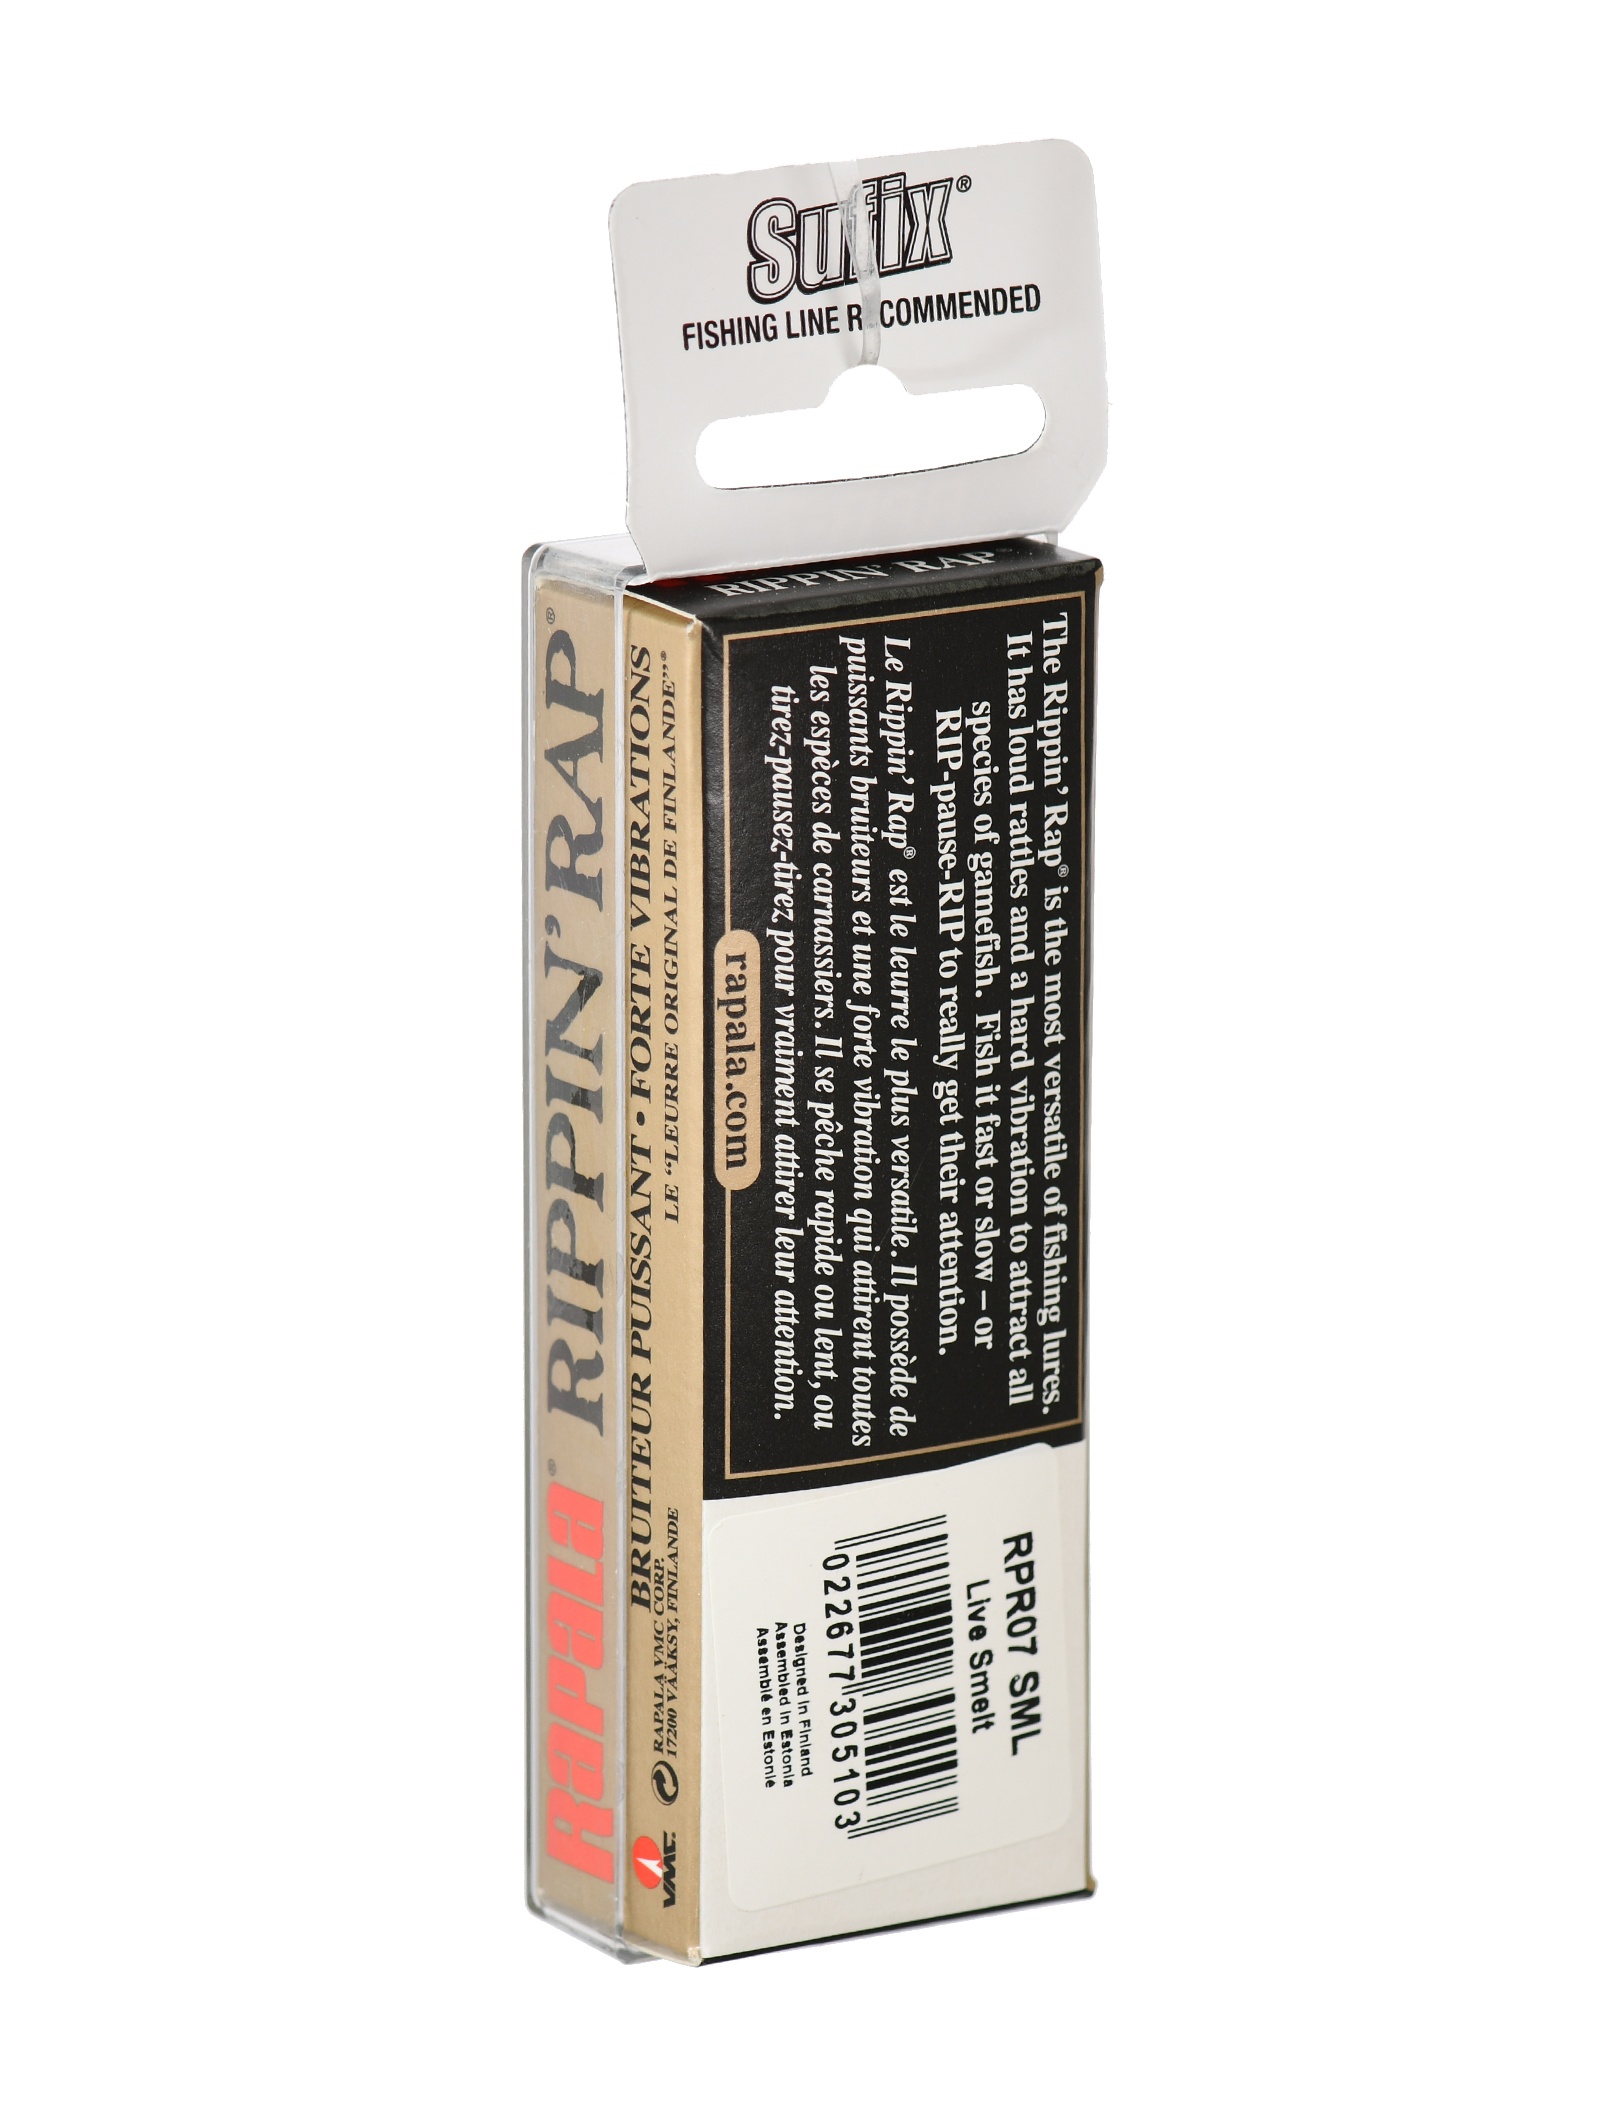 Sufix®
FISHING LINE R COMMENDED
RIPPIN' RAP®
The Rippin' Rap® is the most versatile of fishing lures.
It has loud rattles and a hard vibration to attract all
species of gamefish. Fish it fast or slow – or
RIP-pause-RIP to really get their attention.
Le Rippin' Rap® est le leurre le plus versatile. Il possède de
puissants bruiteurs et une forte vibration qui attirent toutes
les espèces de carnassiers. Il se pêche rapide ou lent, ou
tirez-pausez-tirez pour vraiment attirer leur attention.
rapala.com
RPR07 SML
Live Smelt
022677305103
Designed in Finland
Assembled in Estonia
Assemblé en Estonie
RAPALA® RIPPIN' RAP®
BRUITEUR PUISSANT • FORTE VIBRATIONS
LE “LEURRE ORIGINAL DE FINLANDE”®
RAPALA VMC CORP.
17200 VÄÄKSY, FINLANDE
VMC